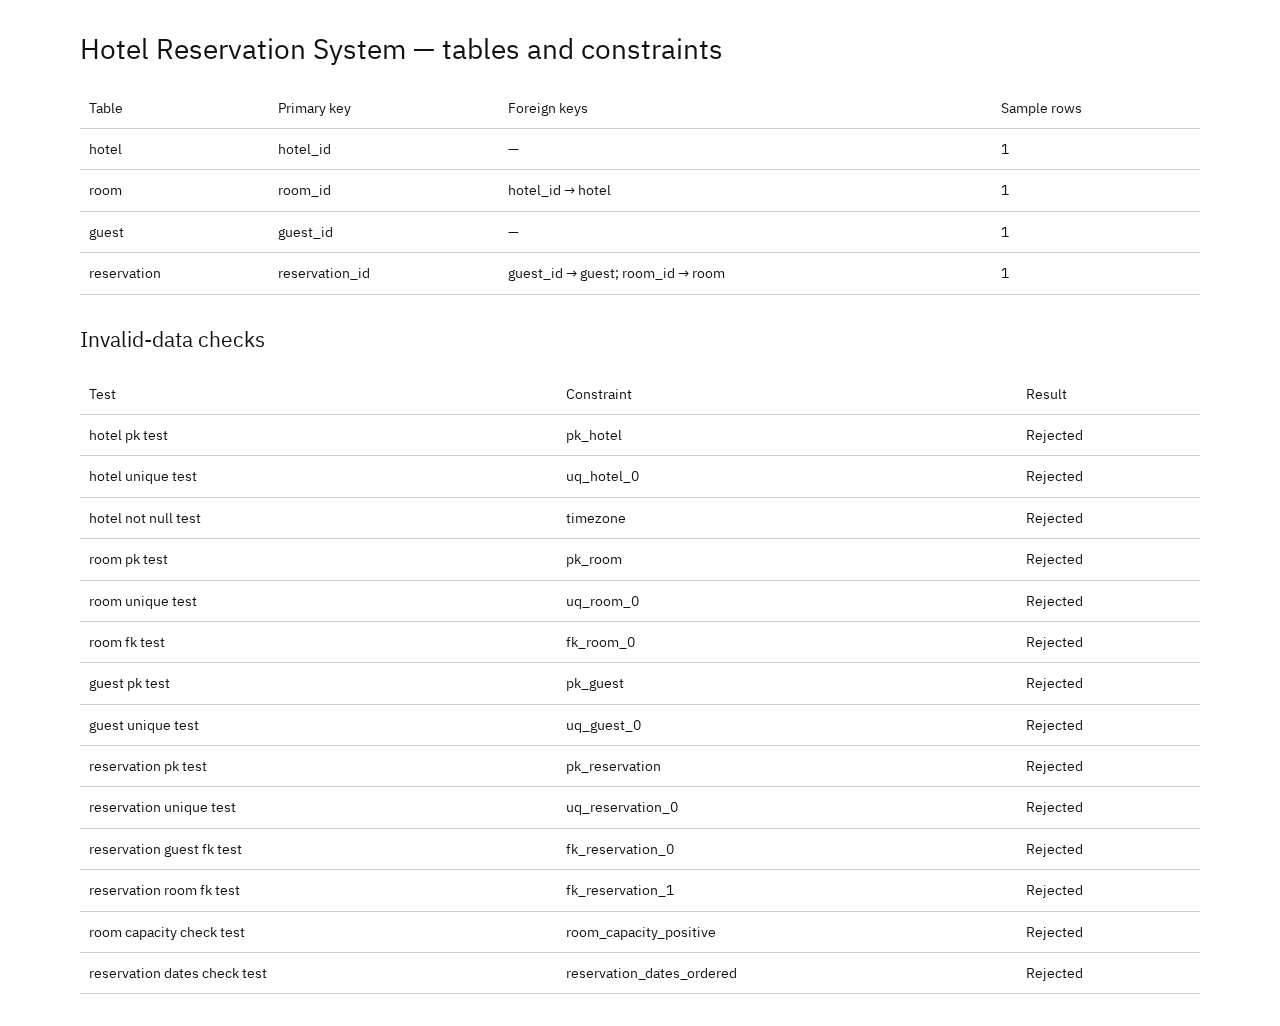 Hotel Reservation System — tables and constraints
Table Primary key Foreign keys Sample rows
hotel hotel_id — 1
room room_id hotel_id → hotel 1
guest guest_id — 1
reservation reservation_id guest_id → guest; room_id → room 1
Invalid-data checks
Test Constraint Result
hotel pk test pk_hotel Rejected
hotel unique test uq_hotel_0 Rejected
hotel not null test timezone Rejected
room pk test pk_room Rejected
room unique test uq_room_0 Rejected
room fk test fk_room_0 Rejected
guest pk test pk_guest Rejected
guest unique test uq_guest_0 Rejected
reservation pk test pk_reservation Rejected
reservation unique test uq_reservation_0 Rejected
reservation guest fk test fk_reservation_0 Rejected
reservation room fk test fk_reservation_1 Rejected
room capacity check test room_capacity_positive Rejected
reservation dates check test reservation_dates_ordered Rejected